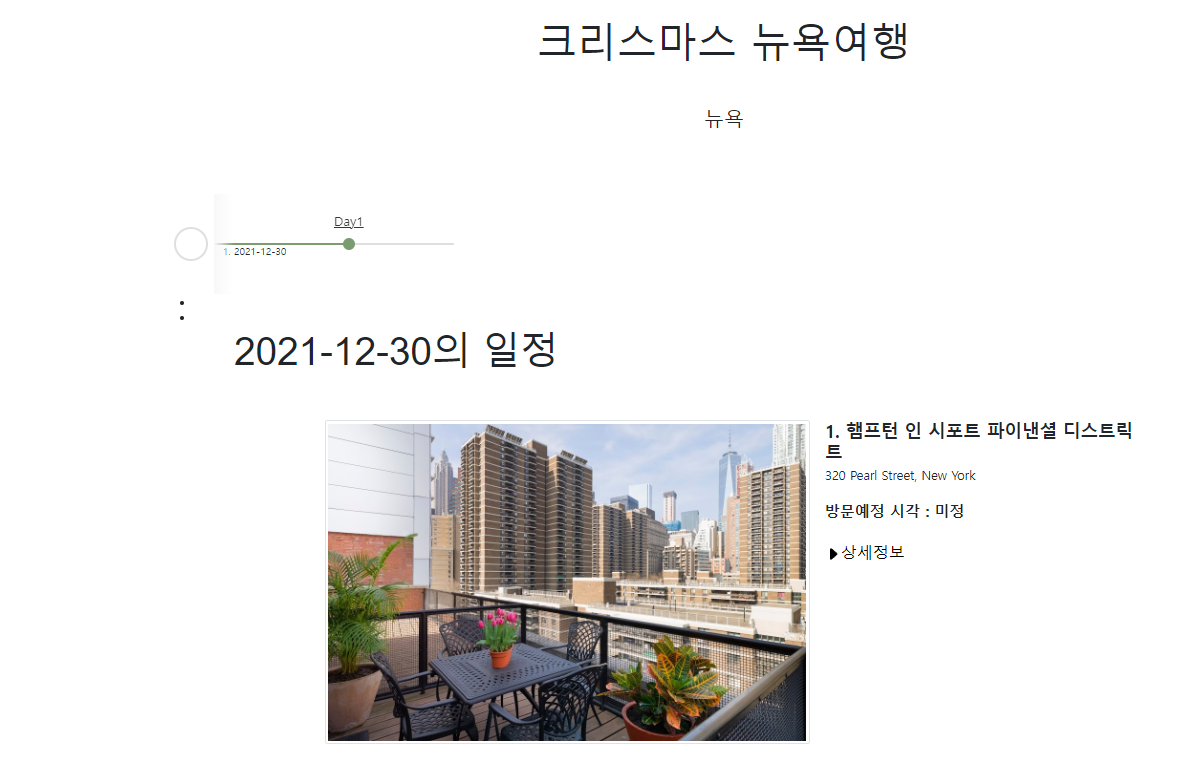 크리스마스 뉴욕여행
뉴욕
Day1
1. 2021-12-30
2021-12-30의 일정
1. 햄프턴 인 시포트 파이낸셜 디스트릭
트
320 Pearl Street, New York
방문예정 시각 : 미정
상세정보